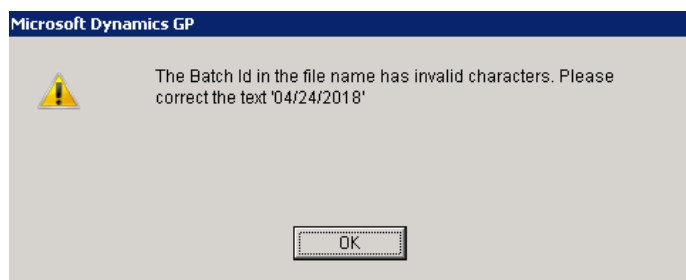 Microsoft Dynamics GP
The Batch Id in the file name has invalid characters. Please
correct the text '04/24/2018'
OK